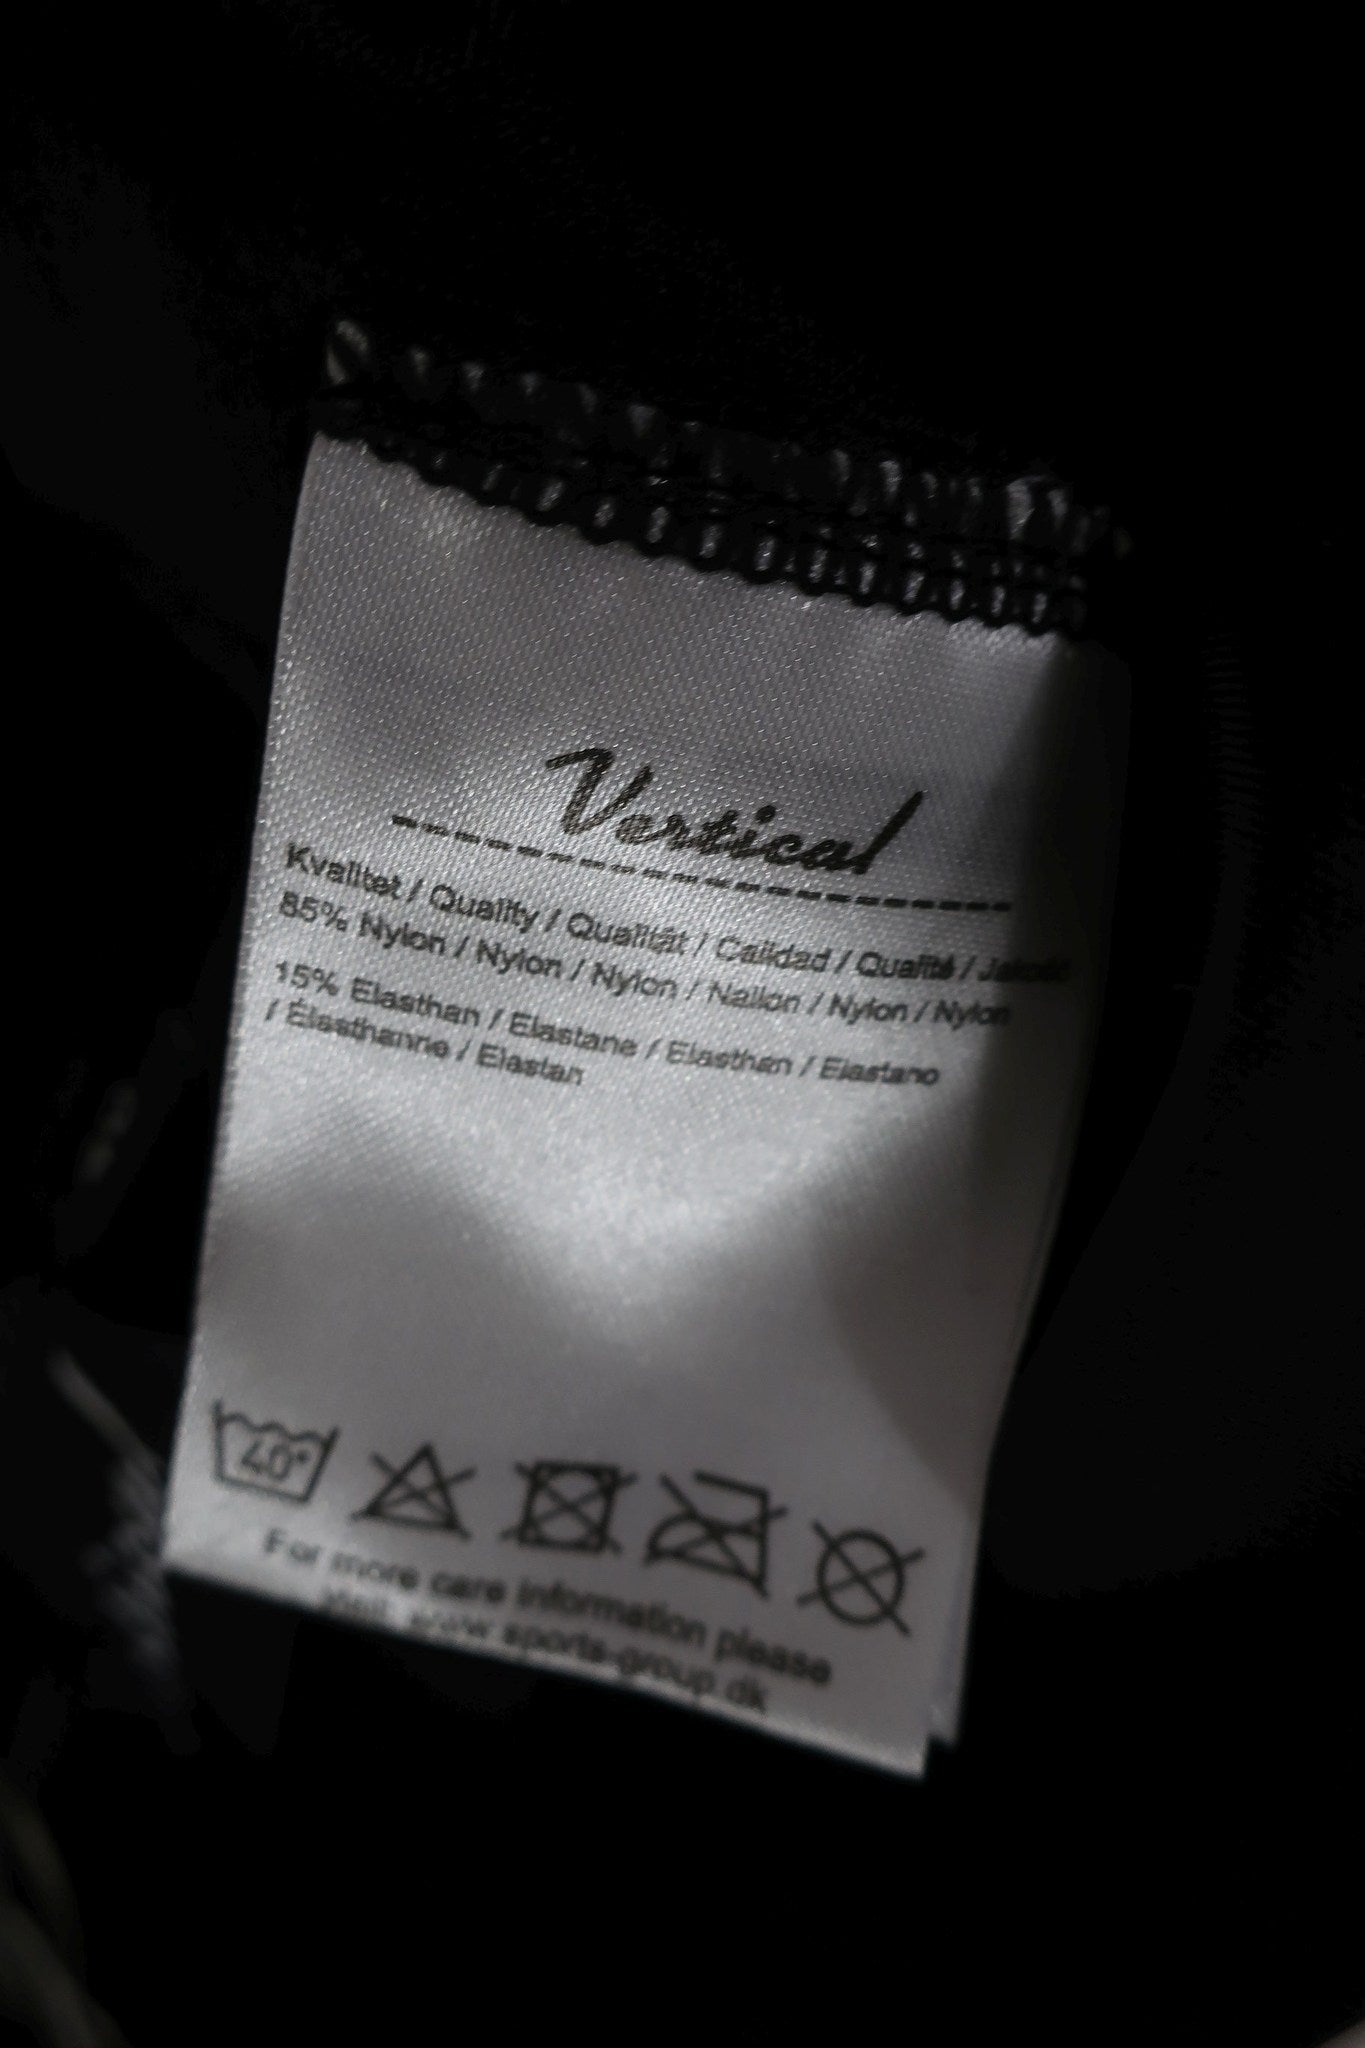 Vertical
Kvalitet / Quality / Qualität / Calidad / Qualité / Jakość
85% Nylon / Nylon / Nylon / Nailon / Nylon / Nylon
15% Elasthan / Elastane / Elasthan / Elastano
/ Élasthanne / Elastan
40°
For more care information please
visit: www.sports-group.dk